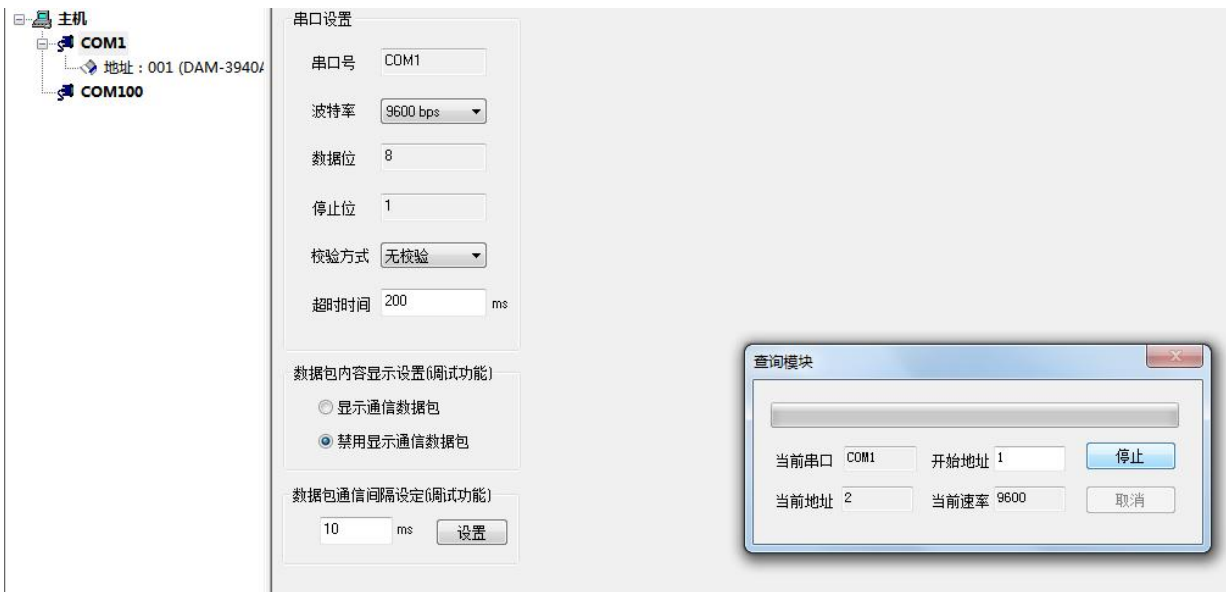 主机
COM1
地址：001 (DAM-3940A
COM100
串口设置
串口号 COM1
波特率 9600 bps
数据位 8
停止位 1
校验方式 无校验
超时时间 200 ms
数据包内容显示设置(调试功能)
显示通信数据包
禁用显示通信数据包
数据包通信间隔设定(调试功能)
10 ms 设置
查询模块
当前串口 COM1 开始地址 1 停止
当前地址 2 当前速率 9600 取消